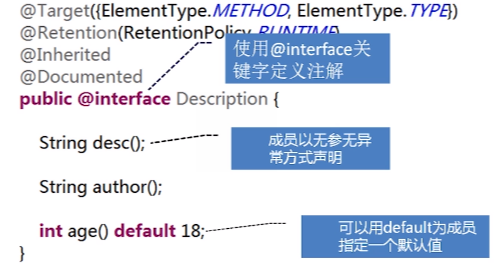 @Target({ElementType.METHOD, ElementType.TYPE})
@Retention(RetentionPolicy.RUNTIME)
@Inherited
@Documented
public @interface Description {
使用@interface关
键字定义注解
String desc();
成员以无参无异
常方式声明
String author();
int age() default 18;
可以用default为成员
指定一个默认值
}